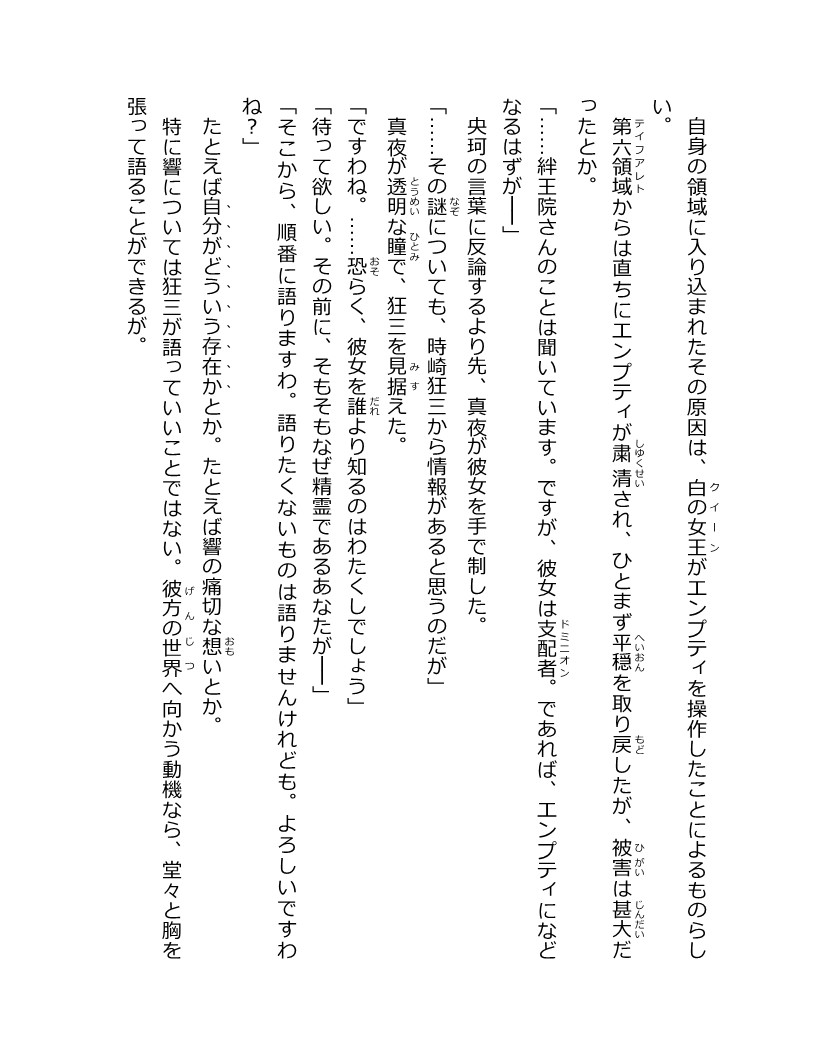 自身の領域に入り込まれたその原因は、白の女王がエンプティを操作したことによるものらし
い。
第六領域からは直ちにエンプティが粛清され、ひとまず平穏を取り戻したが、被害は甚大だ
ったとか。
「……絆王院さんのことは聞いています。ですが、彼女は支配者。であれば、エンプティになど
なるはずが――」
央珂の言葉に反論するより先、真夜が彼女を手で制した。
「……その謎についても、時崎狂三から情報があると思うのだが」
真夜が透明な瞳で、狂三を見据えた。
「ですわね。……恐らく、彼女を誰より知るのはわたくしでしょう」
「待って欲しい。その前に、そもそもなぜ精霊であるあなたが――」
「そこから、順番に語りますわ。語りたくないものは語りませんけれども。よろしいですわ
ね？」
たとえば自分がどういう存在かとか。たとえば響の痛切な想いとか。
特に響については狂三が語っていいことではない。彼方の世界へ向かう動機なら、堂々と胸を
張って語ることができるが。